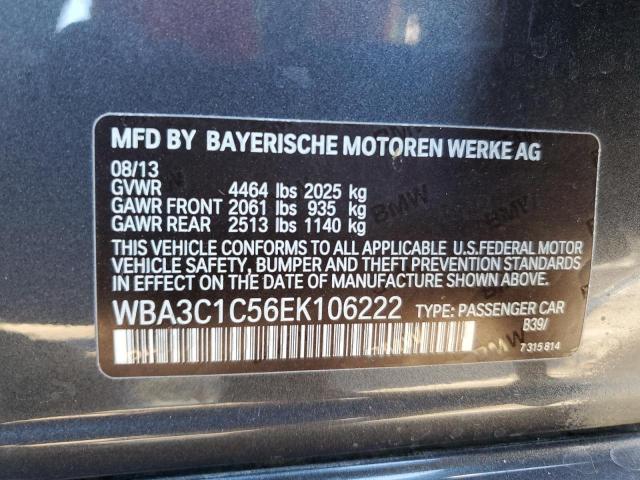 MFD BY BAYERISCHE MOTOREN WERKE AG
08/13
GVWR 4464 lbs 2025 kg
GAWR FRONT 2061 lbs 935 kg
GAWR REAR 2513 lbs 1140 kg
THIS VEHICLE CONFORMS TO ALL APPLICABLE U.S.FEDERAL MOTOR
VEHICLE SAFETY, BUMPER AND THEFT PREVENTION STANDARDS
IN EFFECT ON THE DATE OF MANUFACTURE SHOWN ABOVE.
WBA3C1C56EK106222 TYPE: PASSENGER CAR
B39/
7 315 814